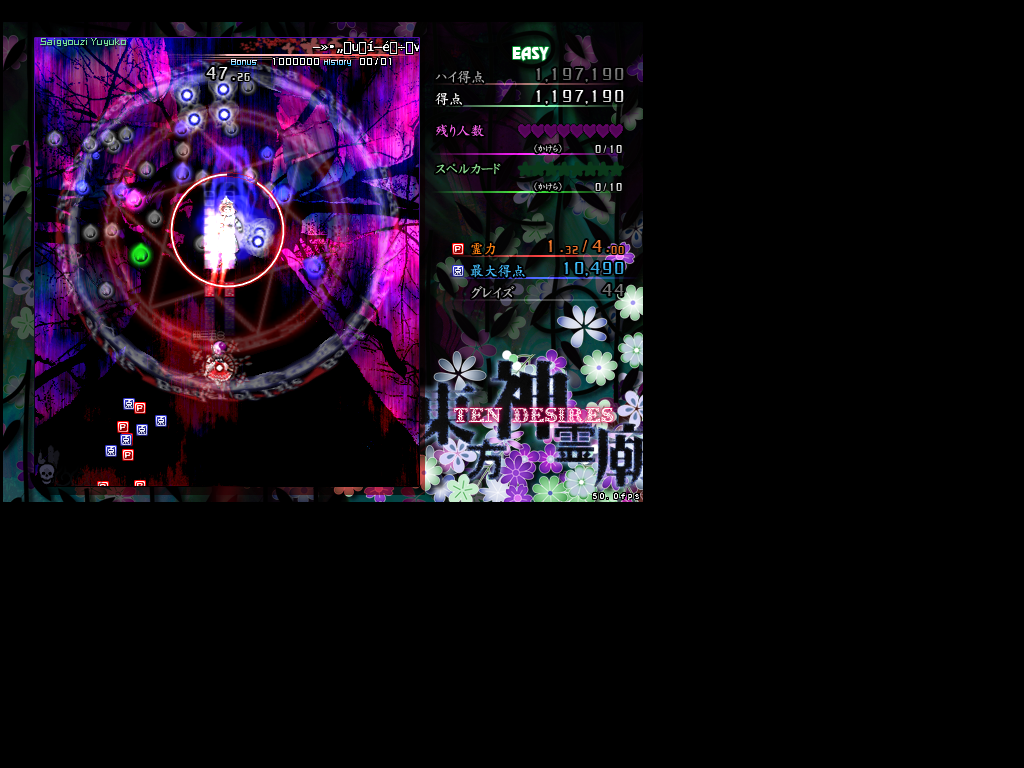 Saigyouzi Yuyuko
Bonus 1000000 History 00/01
47.26
EASY
ハイ得点 1,197,190
得点 1,197,190
残り人数
(かけら) 0/10
スペルカード
(かけら) 0/10
P 霊力 1.32/4.00
最大得点 10,490
グレイズ 44
東方神霊廟
TEN DESIRES
50.0fps